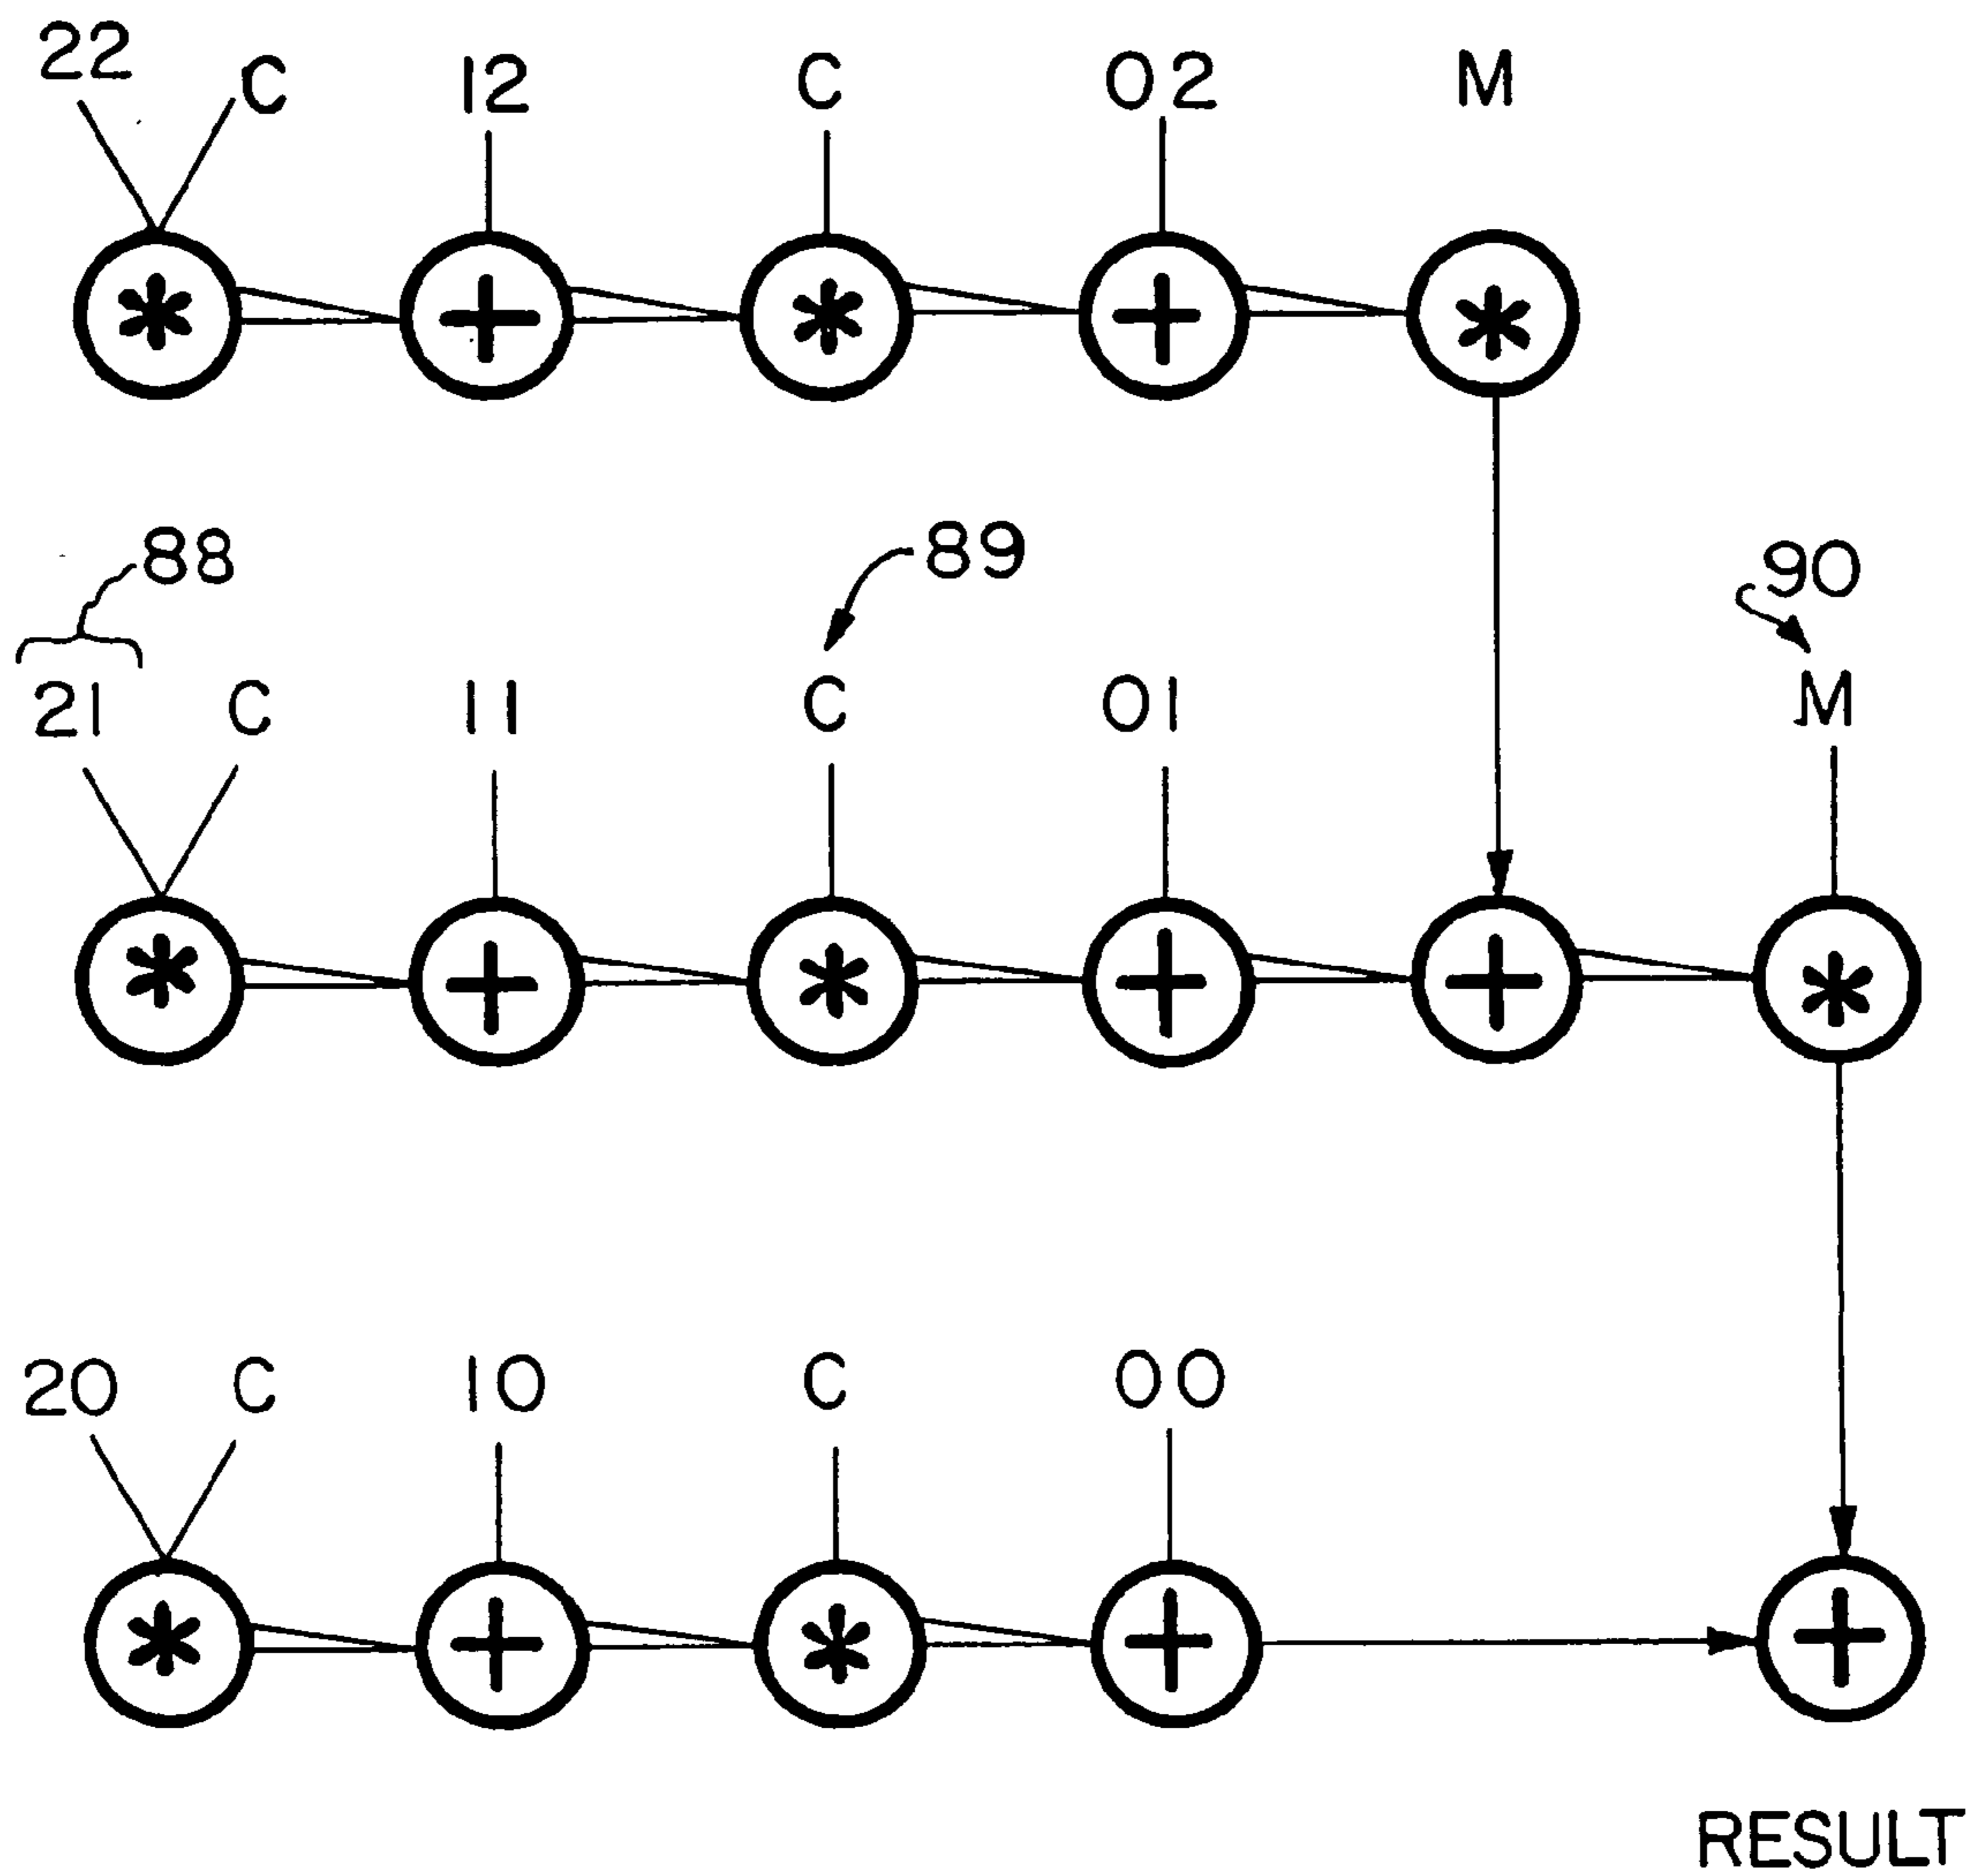 22 C 12 C 02 M
* + * + *
88 89 90
21 C 11 C 01 M
* + * + + *
20 C 10 C 00
* + * + +
RESULT